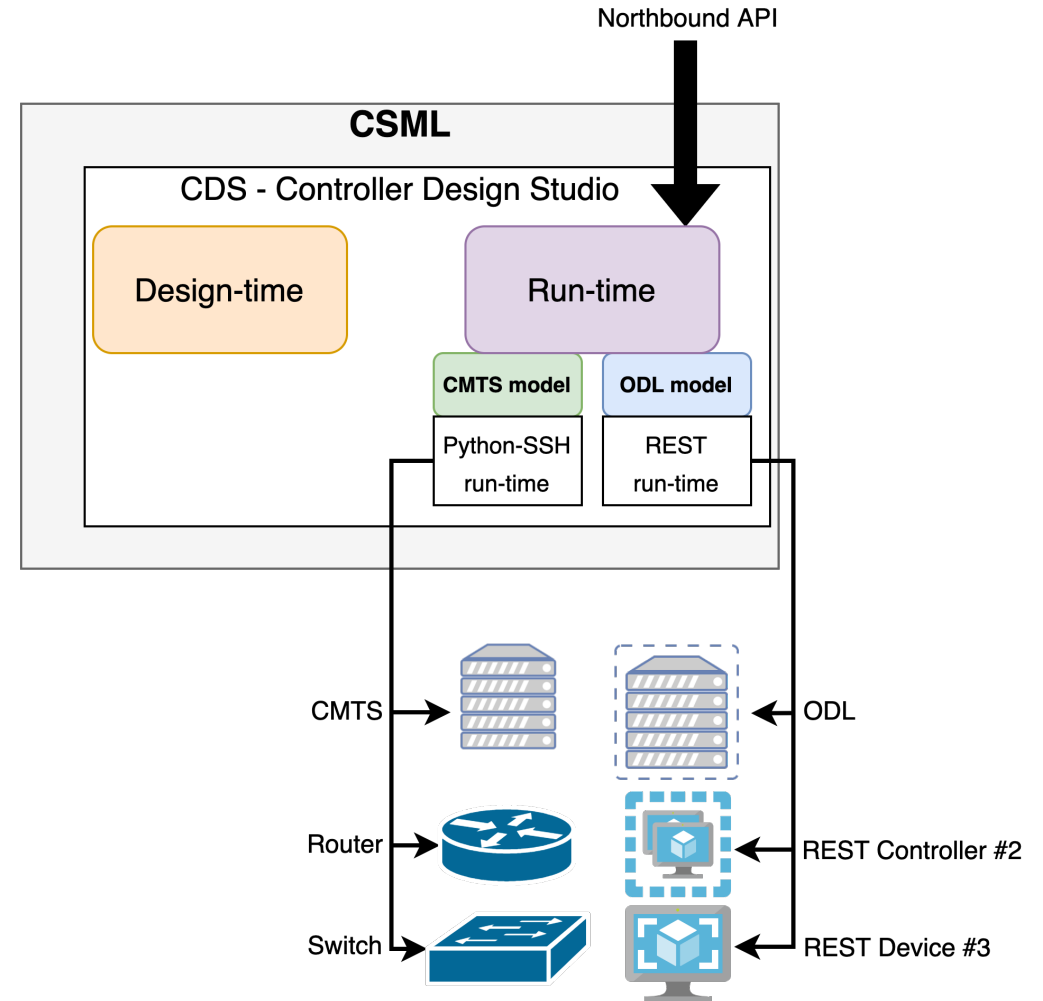 Northbound API
CSML
CDS - Controller Design Studio
Design-time
Run-time
CMTS model
ODL model
Python-SSH
run-time
REST
run-time
CMTS
ODL
Router
REST Controller #2
Switch
REST Device #3